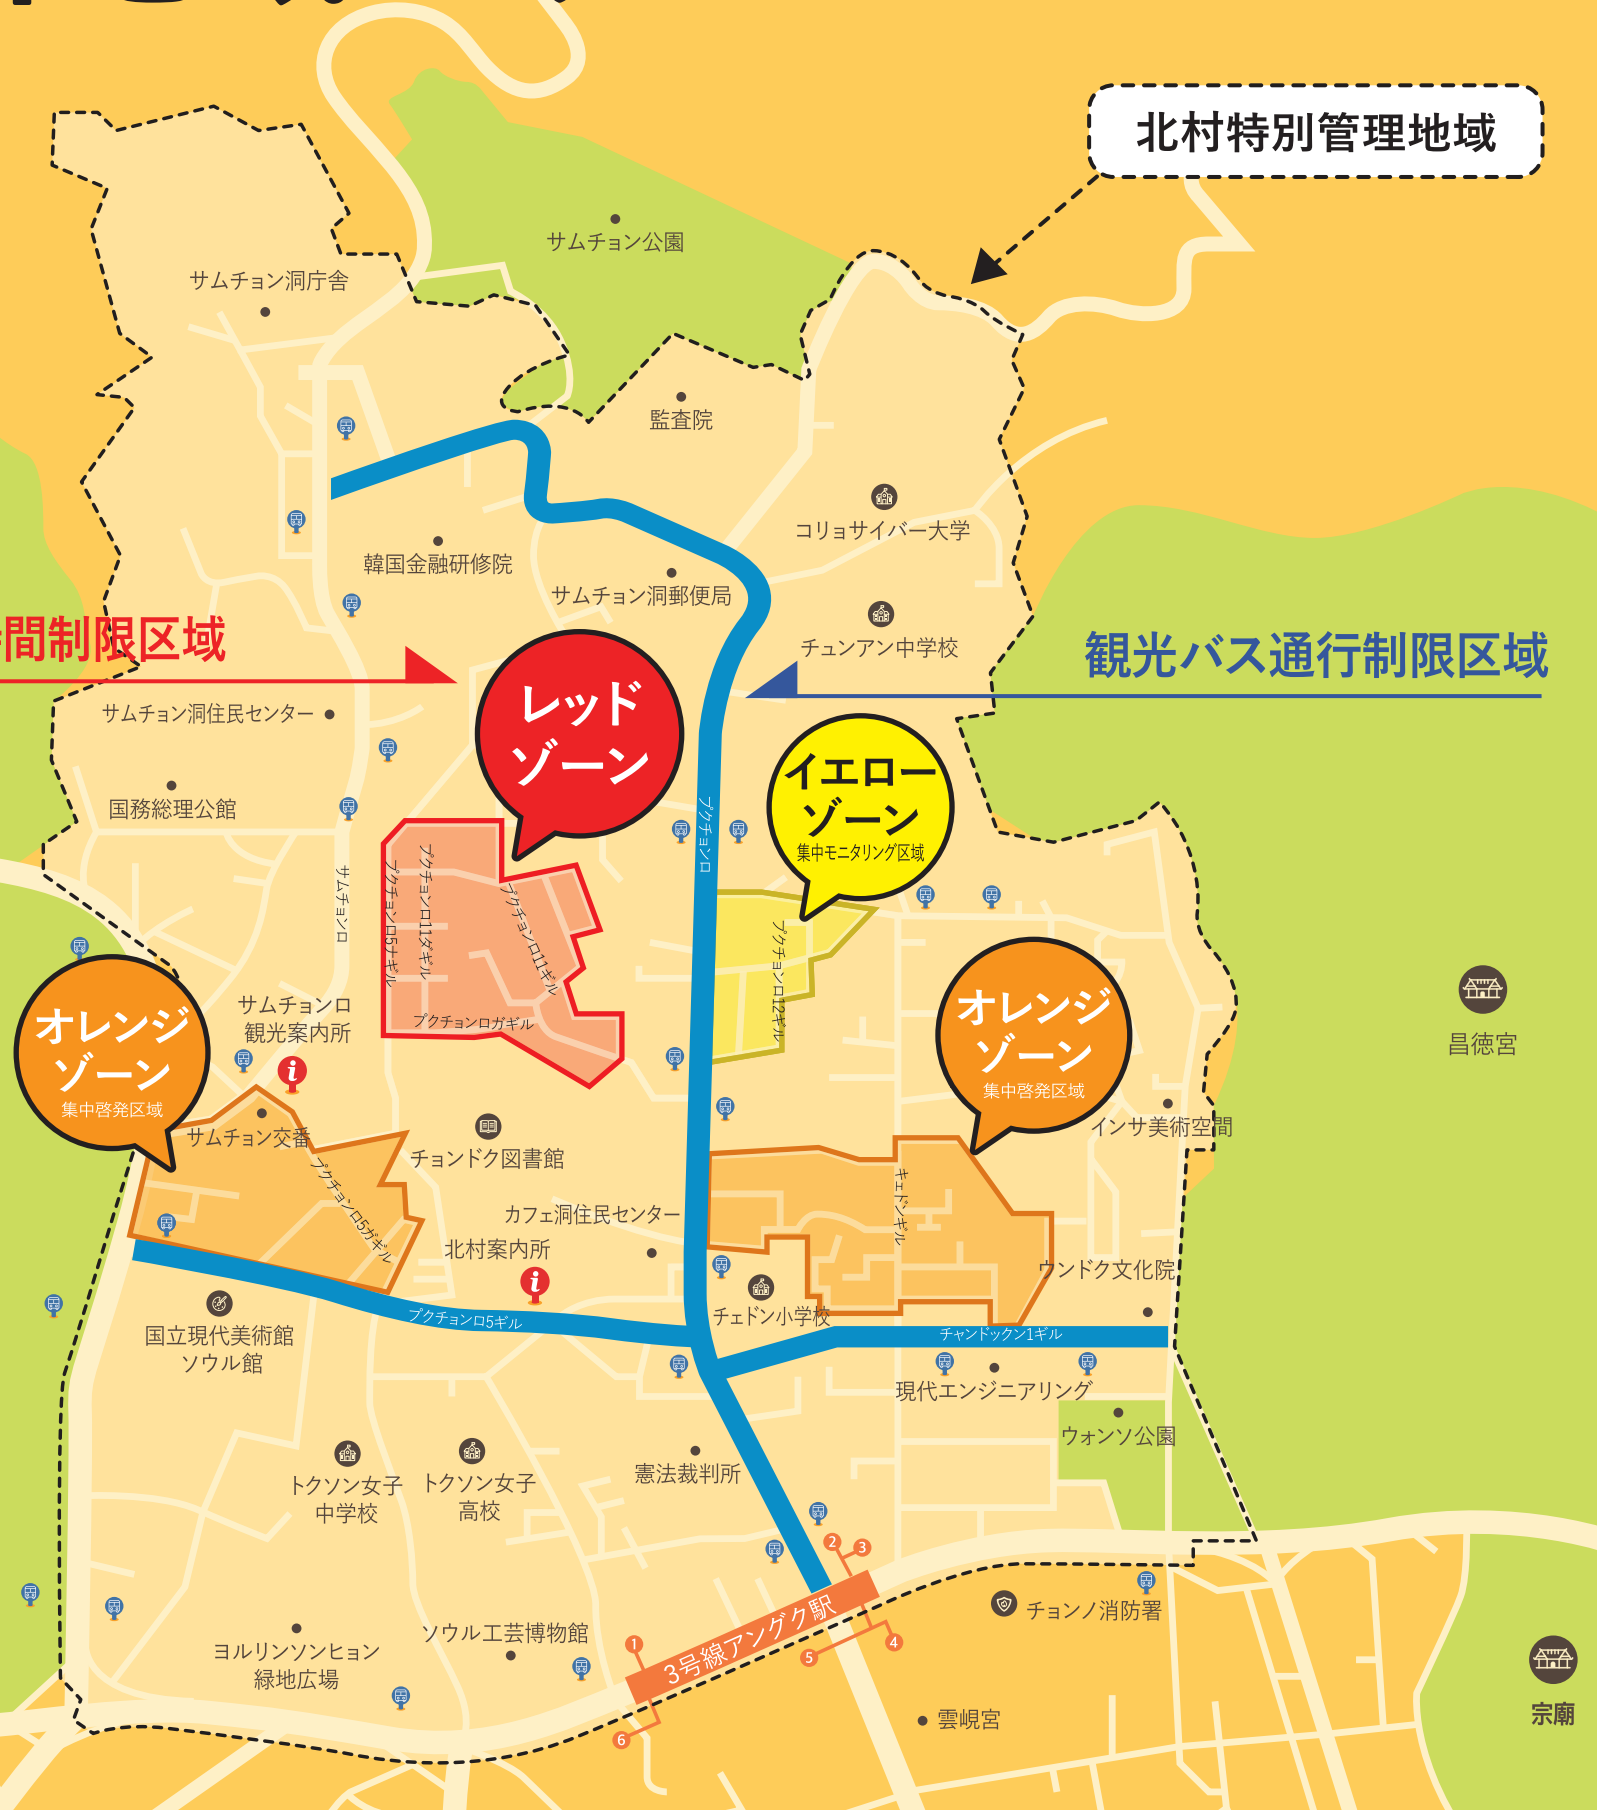 北村特別管理地域
サムチョン公園
サムチョン洞庁舎
監査院
コリョサイバー大学
韓国金融研修院
サムチョン洞郵便局
チュンアン中学校
間制限区域
観光バス通行制限区域
レッド
ゾーン
サムチョン洞住民センター
イエロー
ゾーン
集中モニタリング区域
国務総理公館
プクチョンロ
サムチョンロ
プクチョンロ5ナギル
プクチョンロ11ダギル
プクチョンロ11ギル
プクチョンロ12ギル
プクチョンロガギル
サムチョンロ
観光案内所
オレンジ
ゾーン
集中啓発区域
オレンジ
ゾーン
集中啓発区域
昌徳宮
サムチョン交番
インサ美術空間
チョンドク図書館
プクチョンロ5ガギル
キェドンギル
カフェ洞住民センター
北村案内所
ウンドク文化院
チェドン小学校
プクチョンロ5ギル
チャンドックン1ギル
国立現代美術館
ソウル館
現代エンジニアリング
ウォンソ公園
憲法裁判所
トクソン女子
中学校
トクソン女子
高校
2
3
3号線アングク駅
1
4
5
6
チョンノ消防署
ソウル工芸博物館
ヨルリンソンヒョン
緑地広場
雲峴宮
宗廟